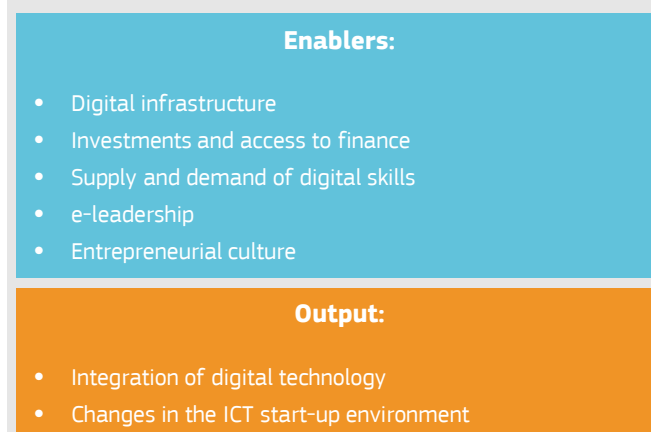 Enablers:
• Digital infrastructure
• Investments and access to finance
• Supply and demand of digital skills
• e-leadership
• Entrepreneurial culture
Output:
• Integration of digital technology
• Changes in the ICT start-up environment